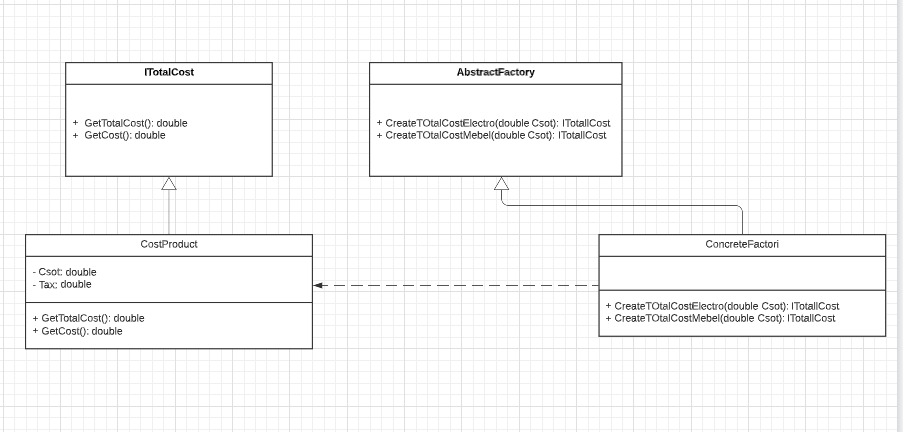 ITotalCost
+ GetTotalCost(): double
+ GetCost(): double
AbstractFactory
+ CreateTOtalCostElectro(double Csot): ITotallCost
+ CreateTOtalCostMebel(double Csot): ITotallCost
CostProduct
- Csot: double
- Tax: double
+ GetTotalCost(): double
+ GetCost(): double
ConcreteFactori
+ CreateTOtalCostElectro(double Csot): ITotallCost
+ CreateTOtalCostMebel(double Csot): ITotallCost